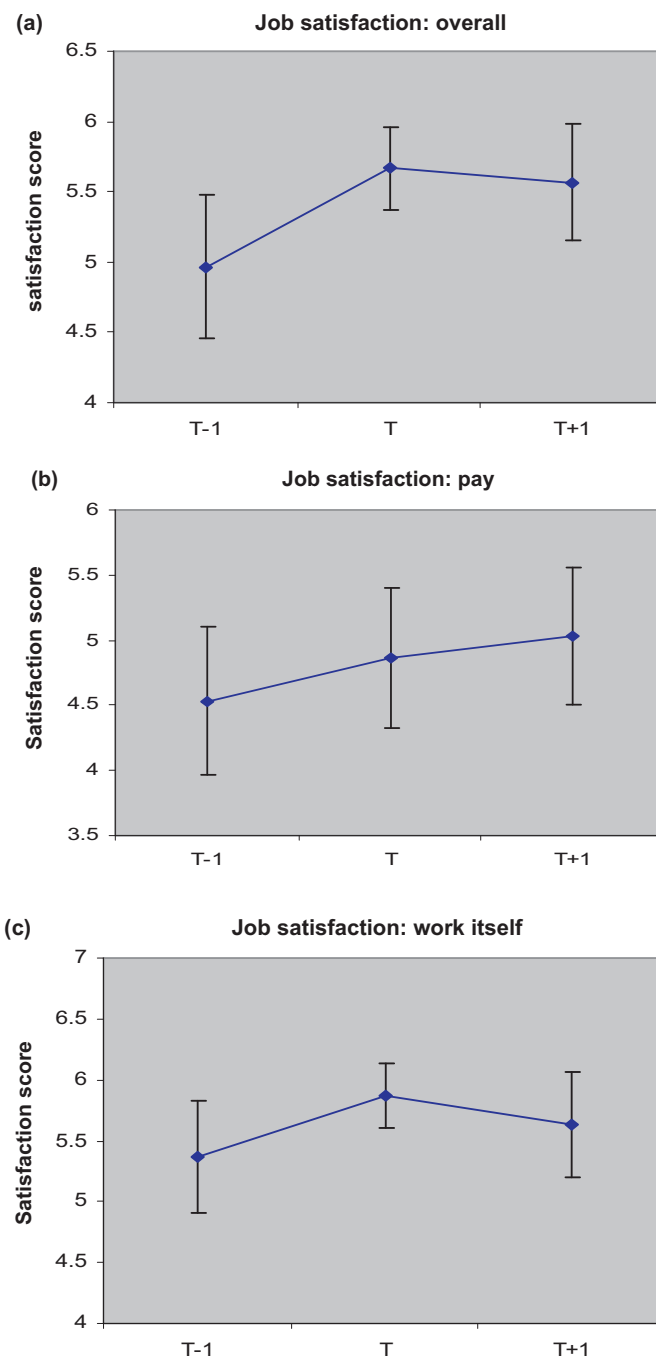 (a)
Job satisfaction: overall
satisfaction score
6.5
6
5.5
5
4.5
4
T-1 T T+1
(b)
Job satisfaction: pay
Satisfaction score
6
5.5
5
4.5
4
3.5
T-1 T T+1
(c)
Job satisfaction: work itself
Satisfaction score
7
6.5
6
5.5
5
4.5
4
T-1 T T+1